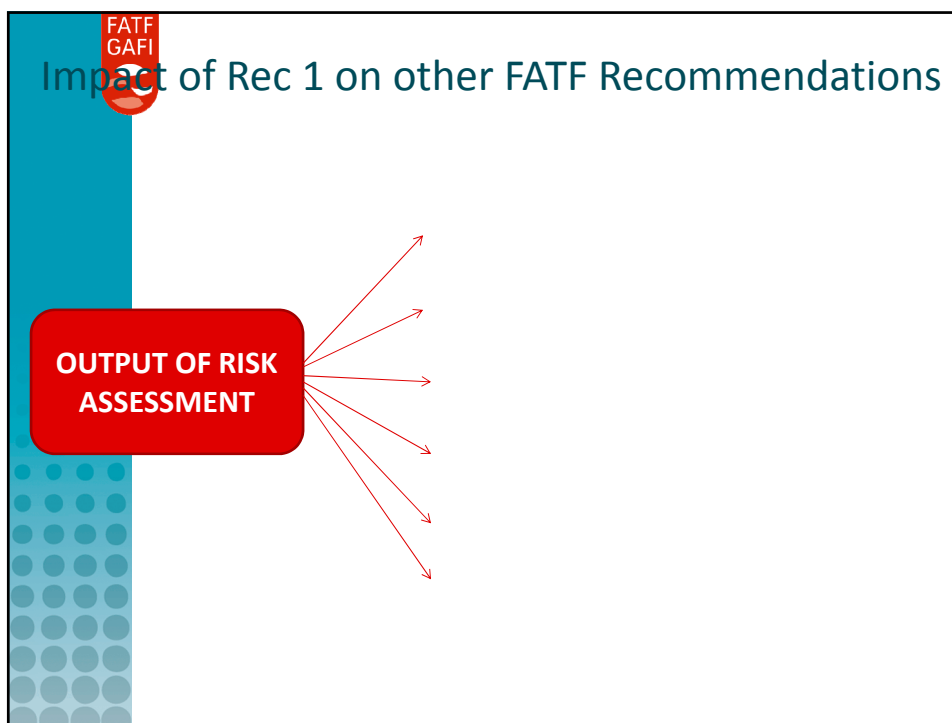 FATF
GAFI
Impact of Rec 1 on other FATF Recommendations
OUTPUT OF RISK
ASSESSMENT